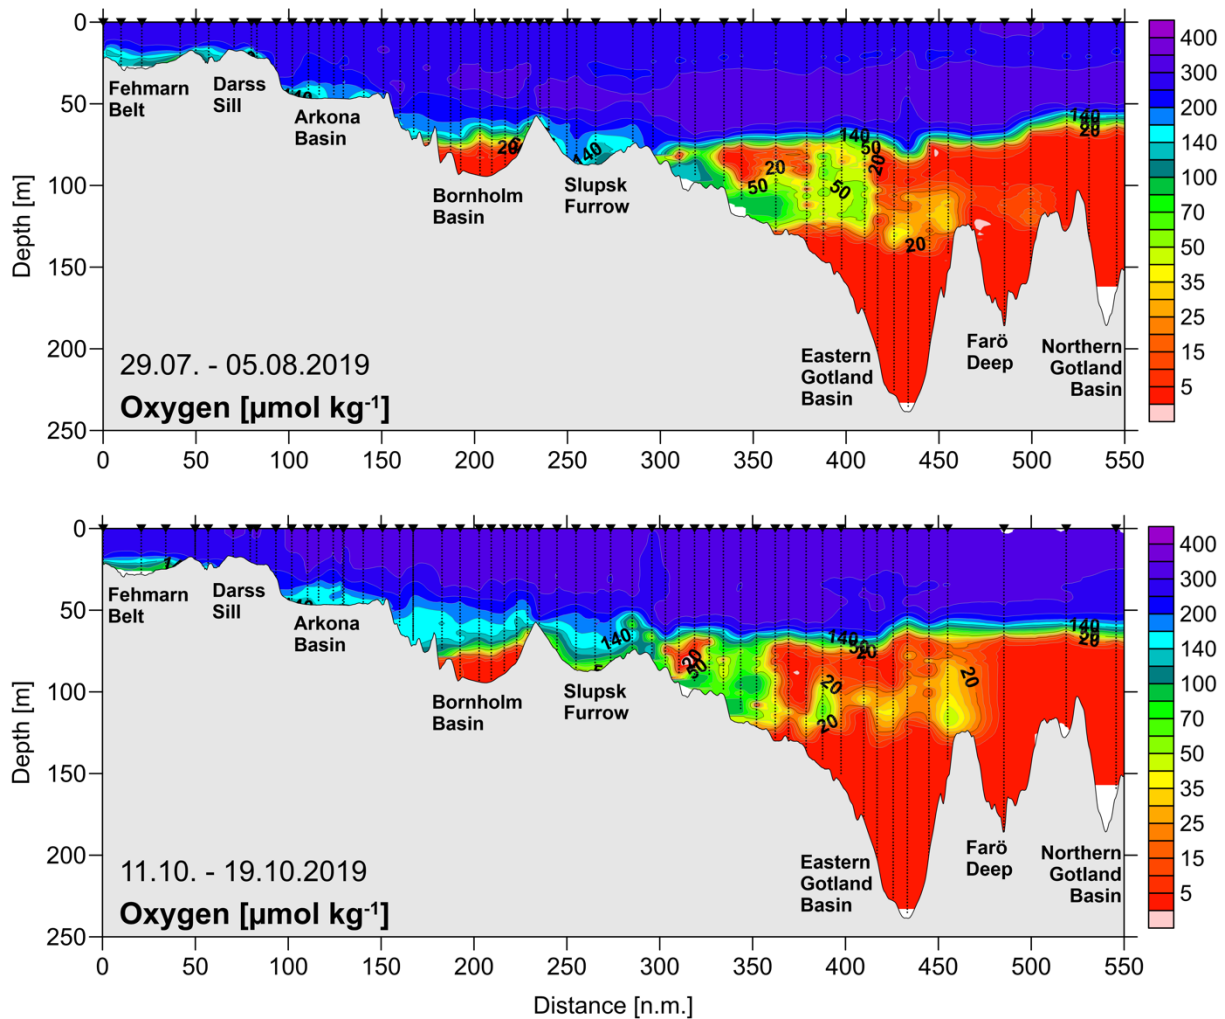 0
50
100
150
200
250
Depth [m]
Fehmarn
Belt
Darss
Sill
Arkona
Basin
Bornholm
Basin
Slupsk
Furrow
Eastern
Gotland
Basin
Farö
Deep
Northern
Gotland
Basin
20
140
50
20
50
140
50
20
20
140
20
29.07. - 05.08.2019
Oxygen [µmol kg-1]
0 50 100 150 200 250 300 350 400 450 500 550
400
300
200
140
100
70
50
35
25
15
5
0
50
100
150
200
250
Depth [m]
Fehmarn
Belt
Darss
Sill
Arkona
Basin
Bornholm
Basin
Slupsk
Furrow
Eastern
Gotland
Basin
Farö
Deep
Northern
Gotland
Basin
140
20
50
140
50
20
20
20
20
140
20
11.10. - 19.10.2019
Oxygen [µmol kg-1]
0 50 100 150 200 250 300 350 400 450 500 550
Distance [n.m.]
400
300
200
140
100
70
50
35
25
15
5